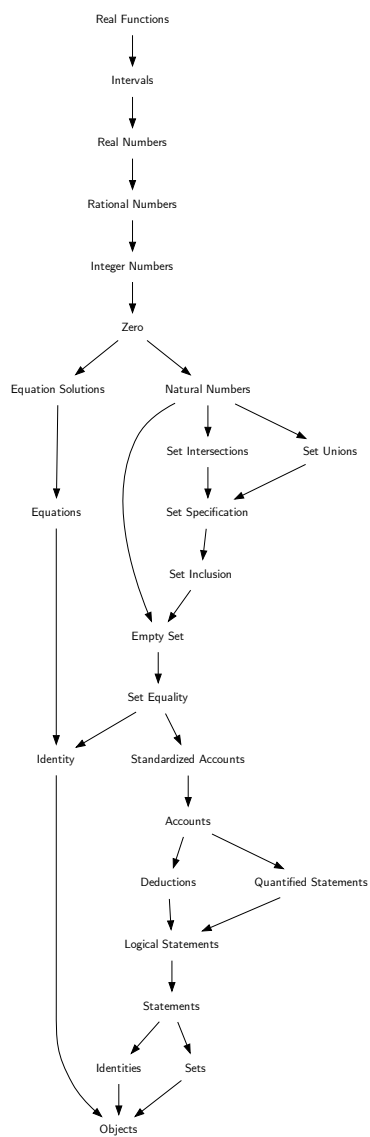 Real Functions
Intervals
Real Numbers
Rational Numbers
Integer Numbers
Zero
Equation Solutions
Natural Numbers
Set Intersections
Set Unions
Equations
Set Specification
Set Inclusion
Empty Set
Set Equality
Identity
Standardized Accounts
Accounts
Deductions
Quantified Statements
Logical Statements
Statements
Identities
Sets
Objects